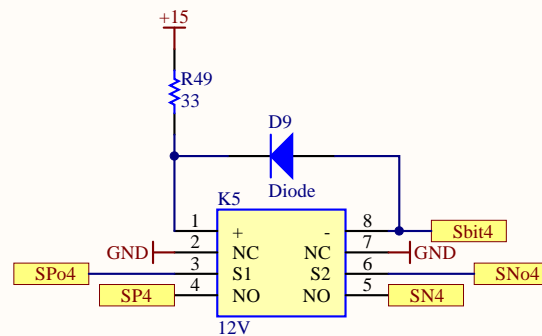 +15
R49
33
D9
Diode
K5
1 + - 8 Sbit4
GND 2 NC NC 7 GND
SPo4 3 S1 S2 6 SNo4
SP4 4 NO NO 5 SN4
12V